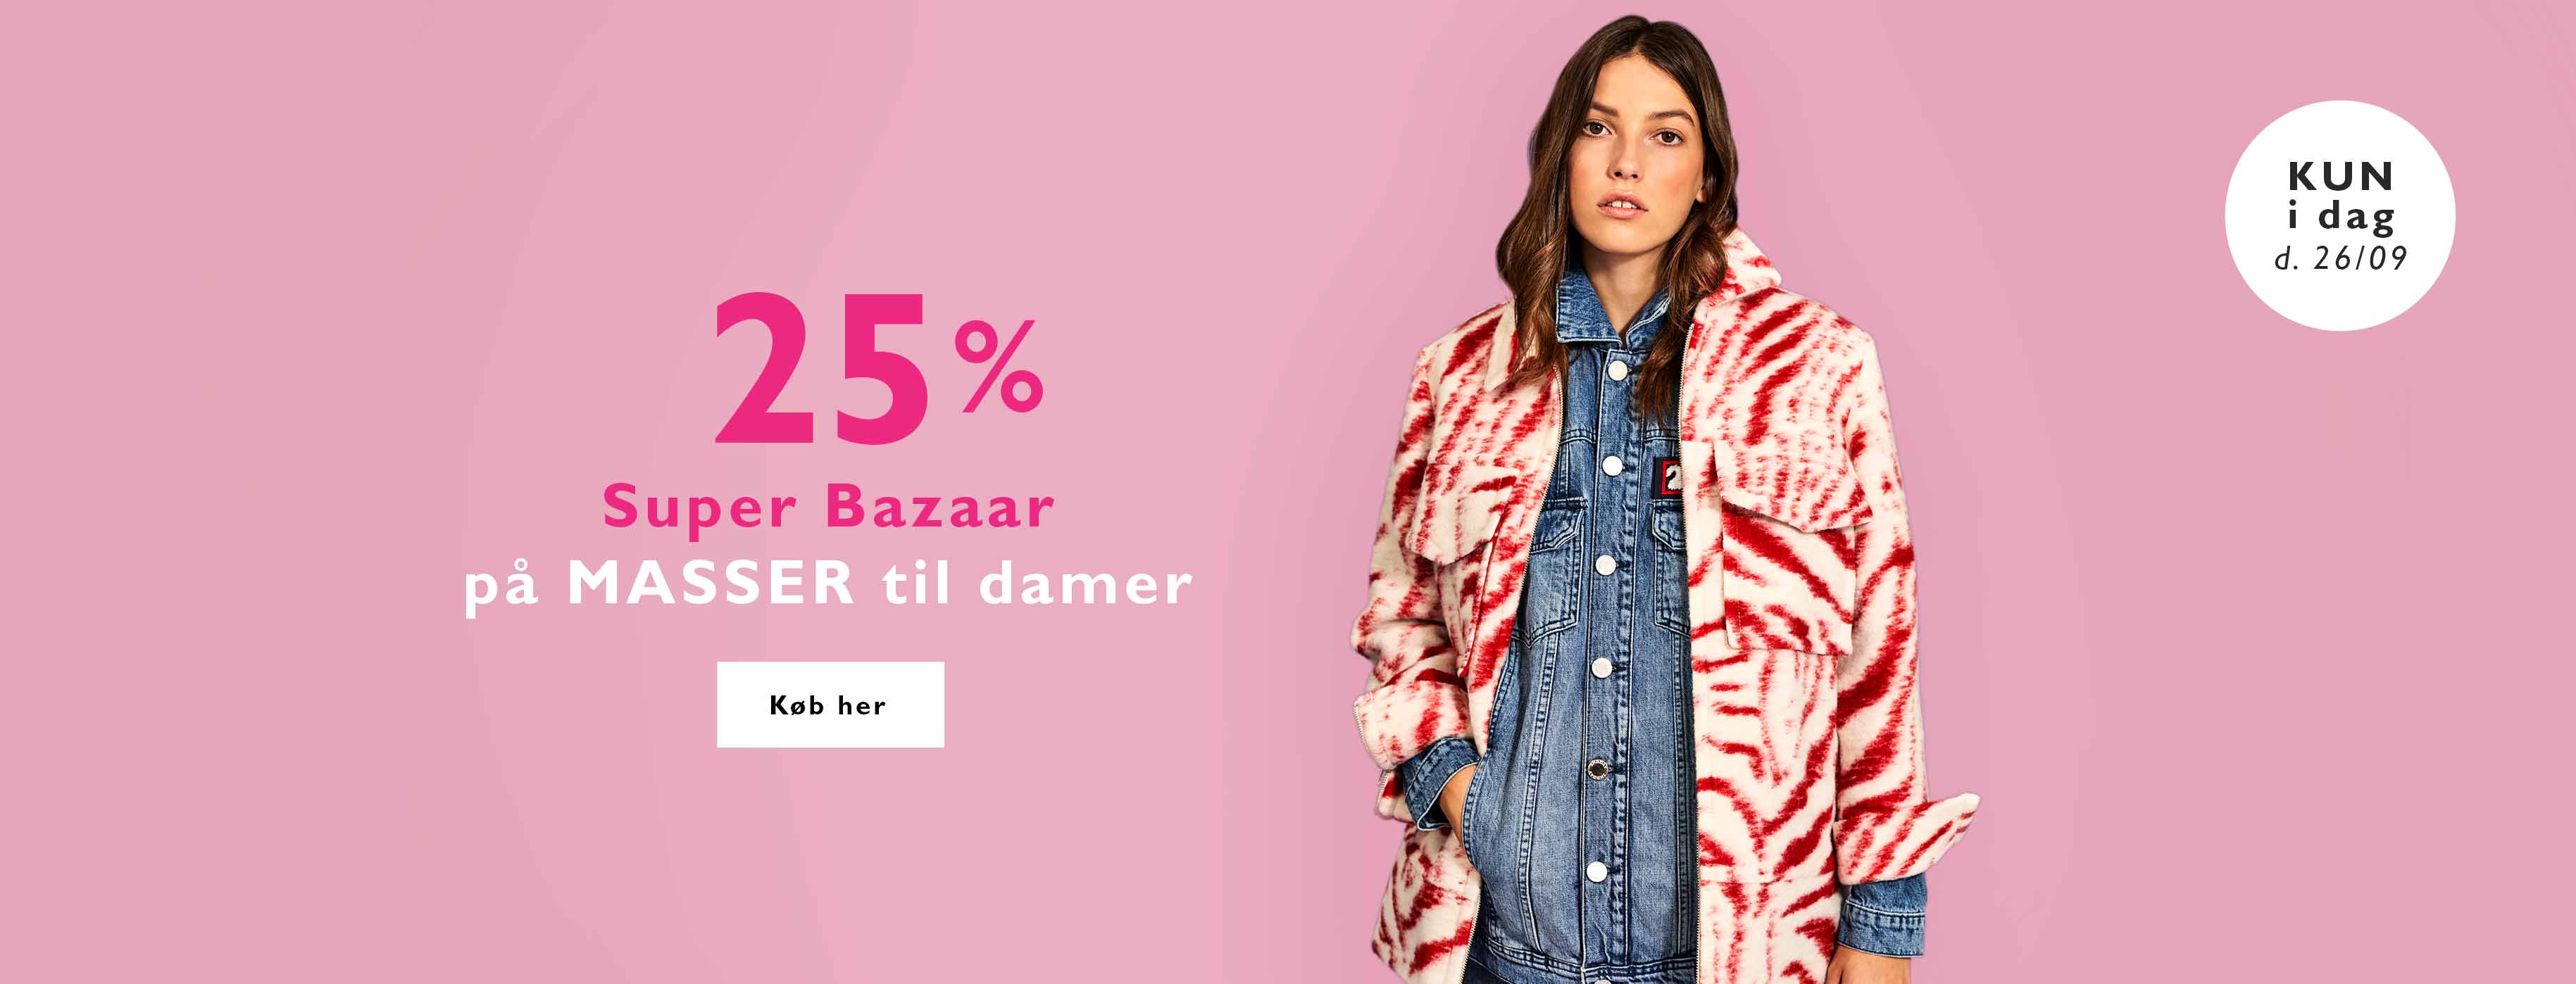 25%
Super Bazaar
på MASSER til damer
Køb her
KUN
i dag
d. 26/09